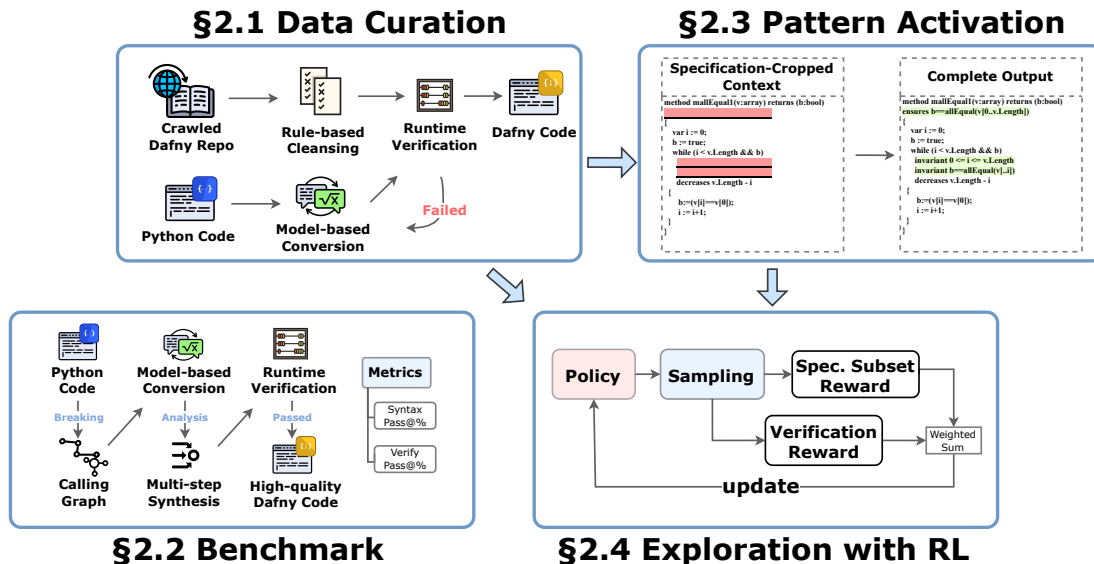 §2.1 Data Curation
Crawled
Dafny Repo
Rule-based
Cleansing
Runtime
Verification
Dafny Code
Python Code
Model-based
Conversion
Failed
§2.3 Pattern Activation
Specification-Cropped
Context
method mallEqual1(v:array) returns (b:bool)
{
var i := 0;
b := true;
while (i < v.Length && b)
decreases v.Length - i
{
b:=(v[i]==v[0]);
i := i+1;
}
}
Complete Output
method mallEqual1(v:array) returns (b:bool)
ensures b==allEqual(v[0..v.Length])
{
var i := 0;
b := true;
while (i < v.Length && b)
invariant 0 <= i <= v.Length
invariant b==allEqual(v[..i])
decreases v.Length - i
{
b:=(v[i]==v[0]);
i := i+1;
}
}
Python
Code
Model-based
Conversion
Runtime
Verification
Breaking
Analysis
Passed
Calling
Graph
Multi-step
Synthesis
High-quality
Dafny Code
Metrics
Syntax
Pass@%
Verify
Pass@%
§2.2 Benchmark
Policy
Sampling
Spec. Subset
Reward
Verification
Reward
Weighted
Sum
update
§2.4 Exploration with RL